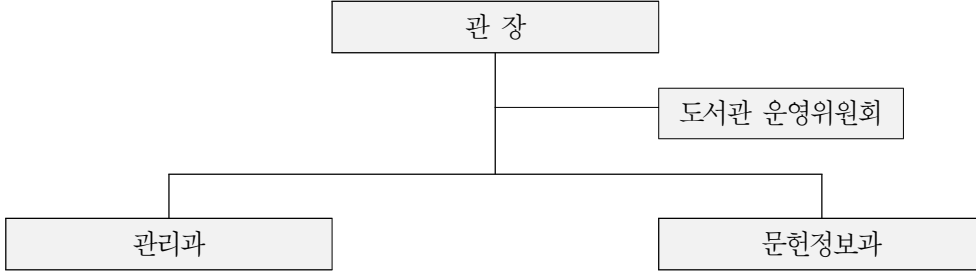 관 장
도서관 운영위원회
관리과
문헌정보과